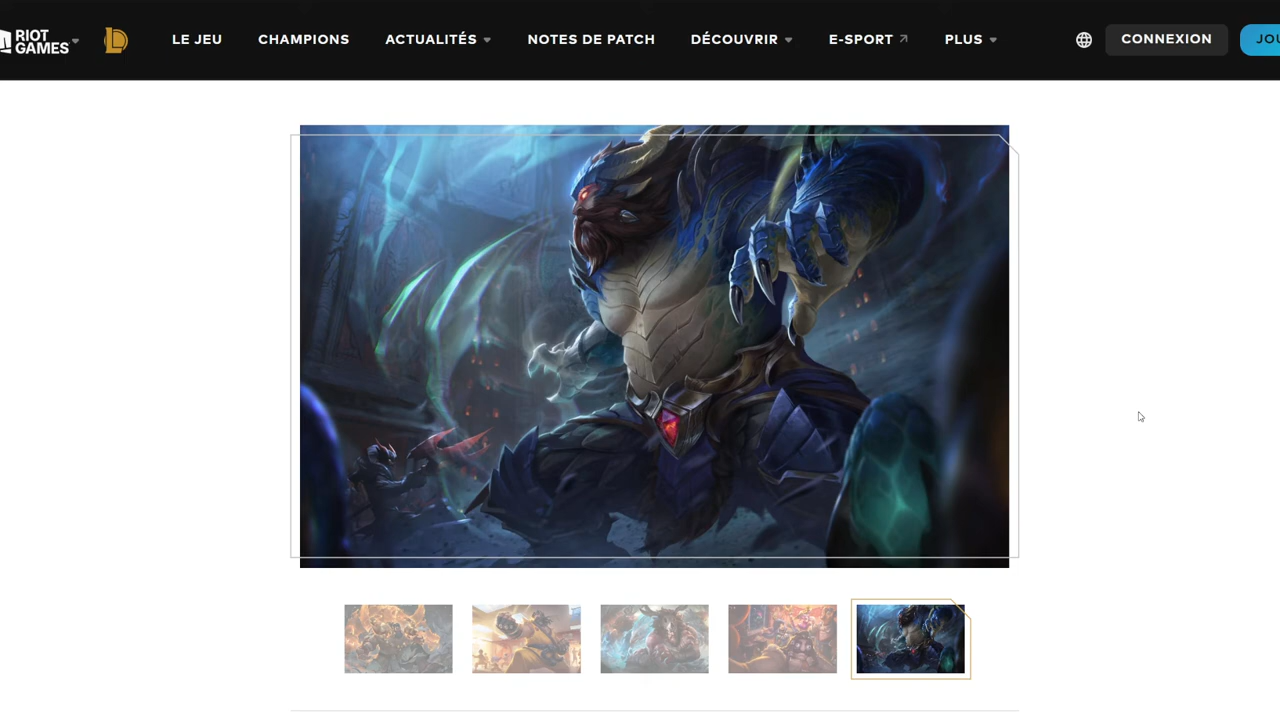 RIOT GAMES
LE JEU
CHAMPIONS
ACTUALITÉS
NOTES DE PATCH
DÉCOUVRIR
E-SPORT
PLUS
CONNEXION
JOU